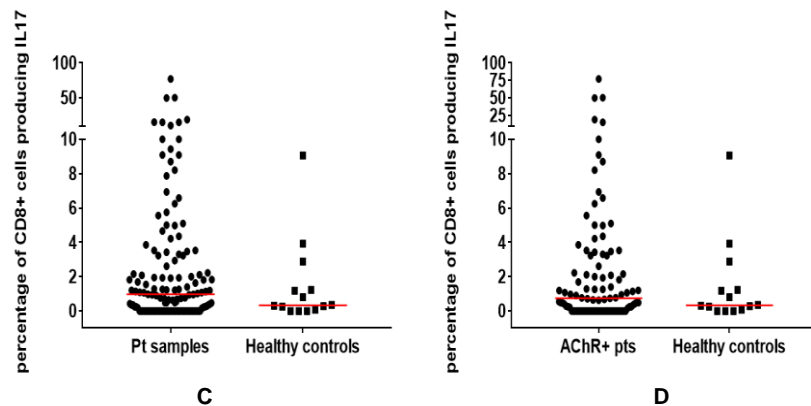 percentage of CD8+ cells producing IL17
100
50
10
8
6
4
2
0
Pt samples
Healthy controls
C
percentage of CD8+ cells producing IL17
100
75
50
25
10
8
6
4
2
0
AChR+ pts
Healthy controls
D